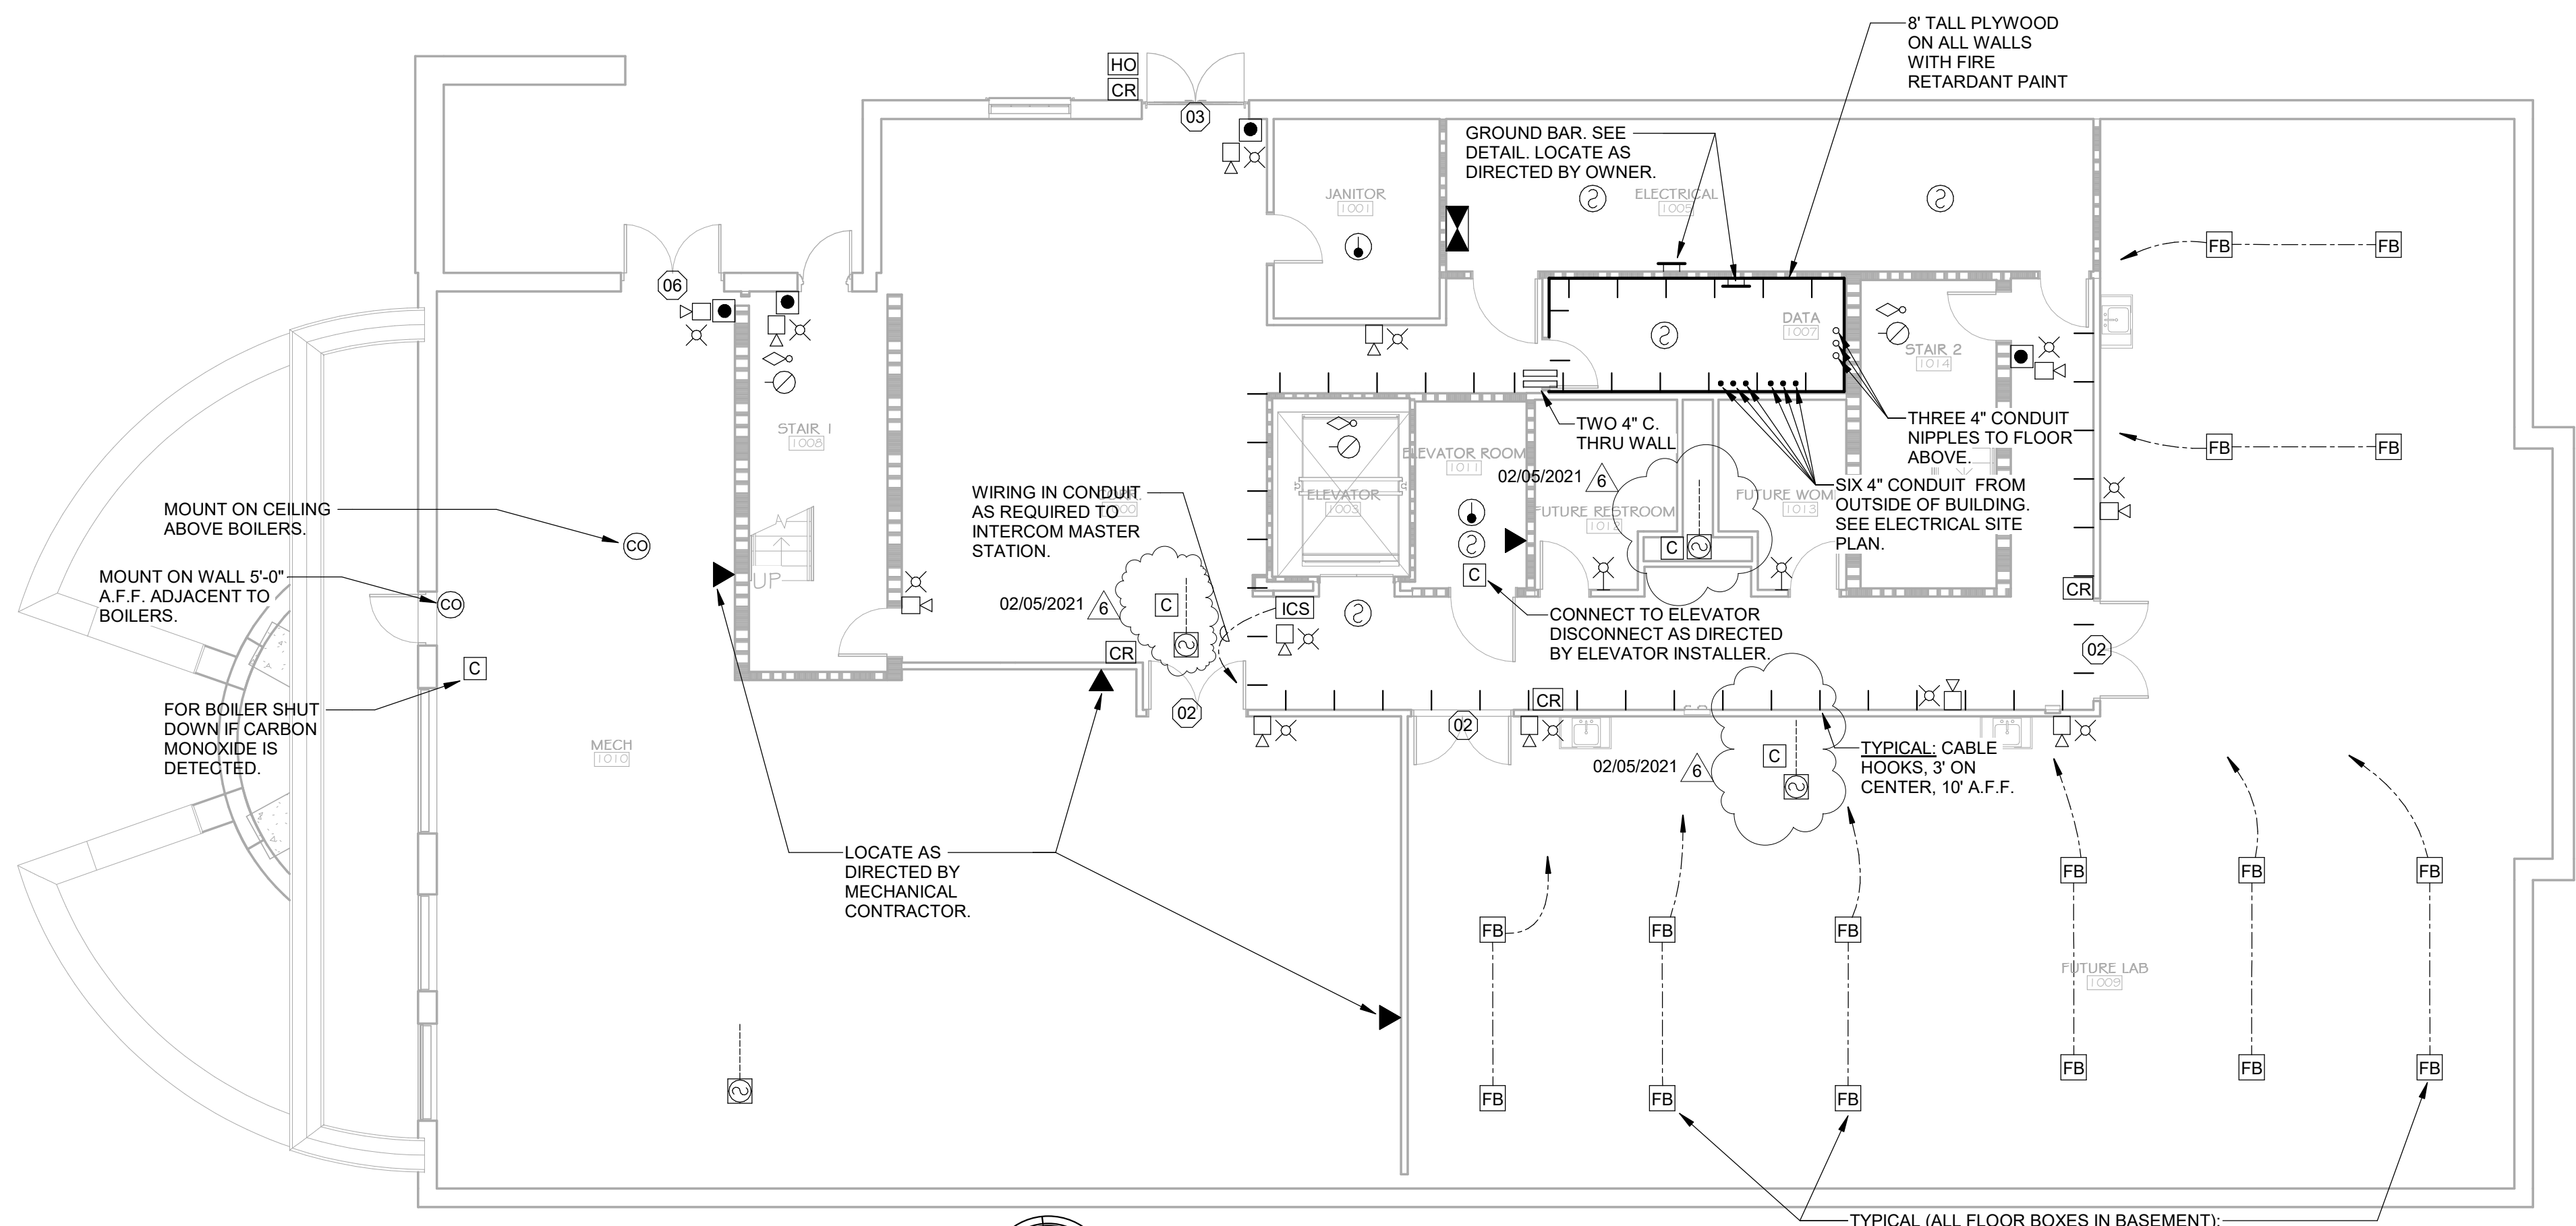 8' TALL PLYWOOD
ON ALL WALLS
WITH FIRE
RETARDANT PAINT
HO
CR
03
GROUND BAR. SEE
DETAIL. LOCATE AS
DIRECTED BY OWNER.
JANITOR
1001
ELECTRICAL
1005
FB
FB
06
DATA
1007
STAIR 2
1014
STAIR 1
1008
TWO 4" C.
THRU WALL
THREE 4" CONDUIT
NIPPLES TO FLOOR
ABOVE.
FB
FB
ELEVATOR ROOM
1011
02/05/2021
6
ELEVATOR
1003
FUTURE RESTROOM
1012
FUTURE WOM
1013
SIX 4" CONDUIT FROM
OUTSIDE OF BUILDING.
SEE ELECTRICAL SITE
PLAN.
WIRING IN CONDUIT
AS REQUIRED TO
INTERCOM MASTER
STATION.
MOUNT ON CEILING
ABOVE BOILERS.
CO
C
MOUNT ON WALL 5'-0"
A.F.F. ADJACENT TO
BOILERS.
CO
UP
C
CR
02/05/2021
6
C
ICS
CONNECT TO ELEVATOR
DISCONNECT AS DIRECTED
BY ELEVATOR INSTALLER.
CR
02
C
FOR BOILER SHUT
DOWN IF CARBON
MONOXIDE IS
DETECTED.
02
CR
02
MECH
1010
02/05/2021
6
C
TYPICAL: CABLE
HOOKS, 3' ON
CENTER, 10' A.F.F.
LOCATE AS
DIRECTED BY
MECHANICAL
CONTRACTOR.
FB
FB
FB
FB
FB
FB
FUTURE LAB
1009
FB
FB
FB
FB
FB
FB
TYPICAL (ALL FLOOR BOXES IN BASEMENT):